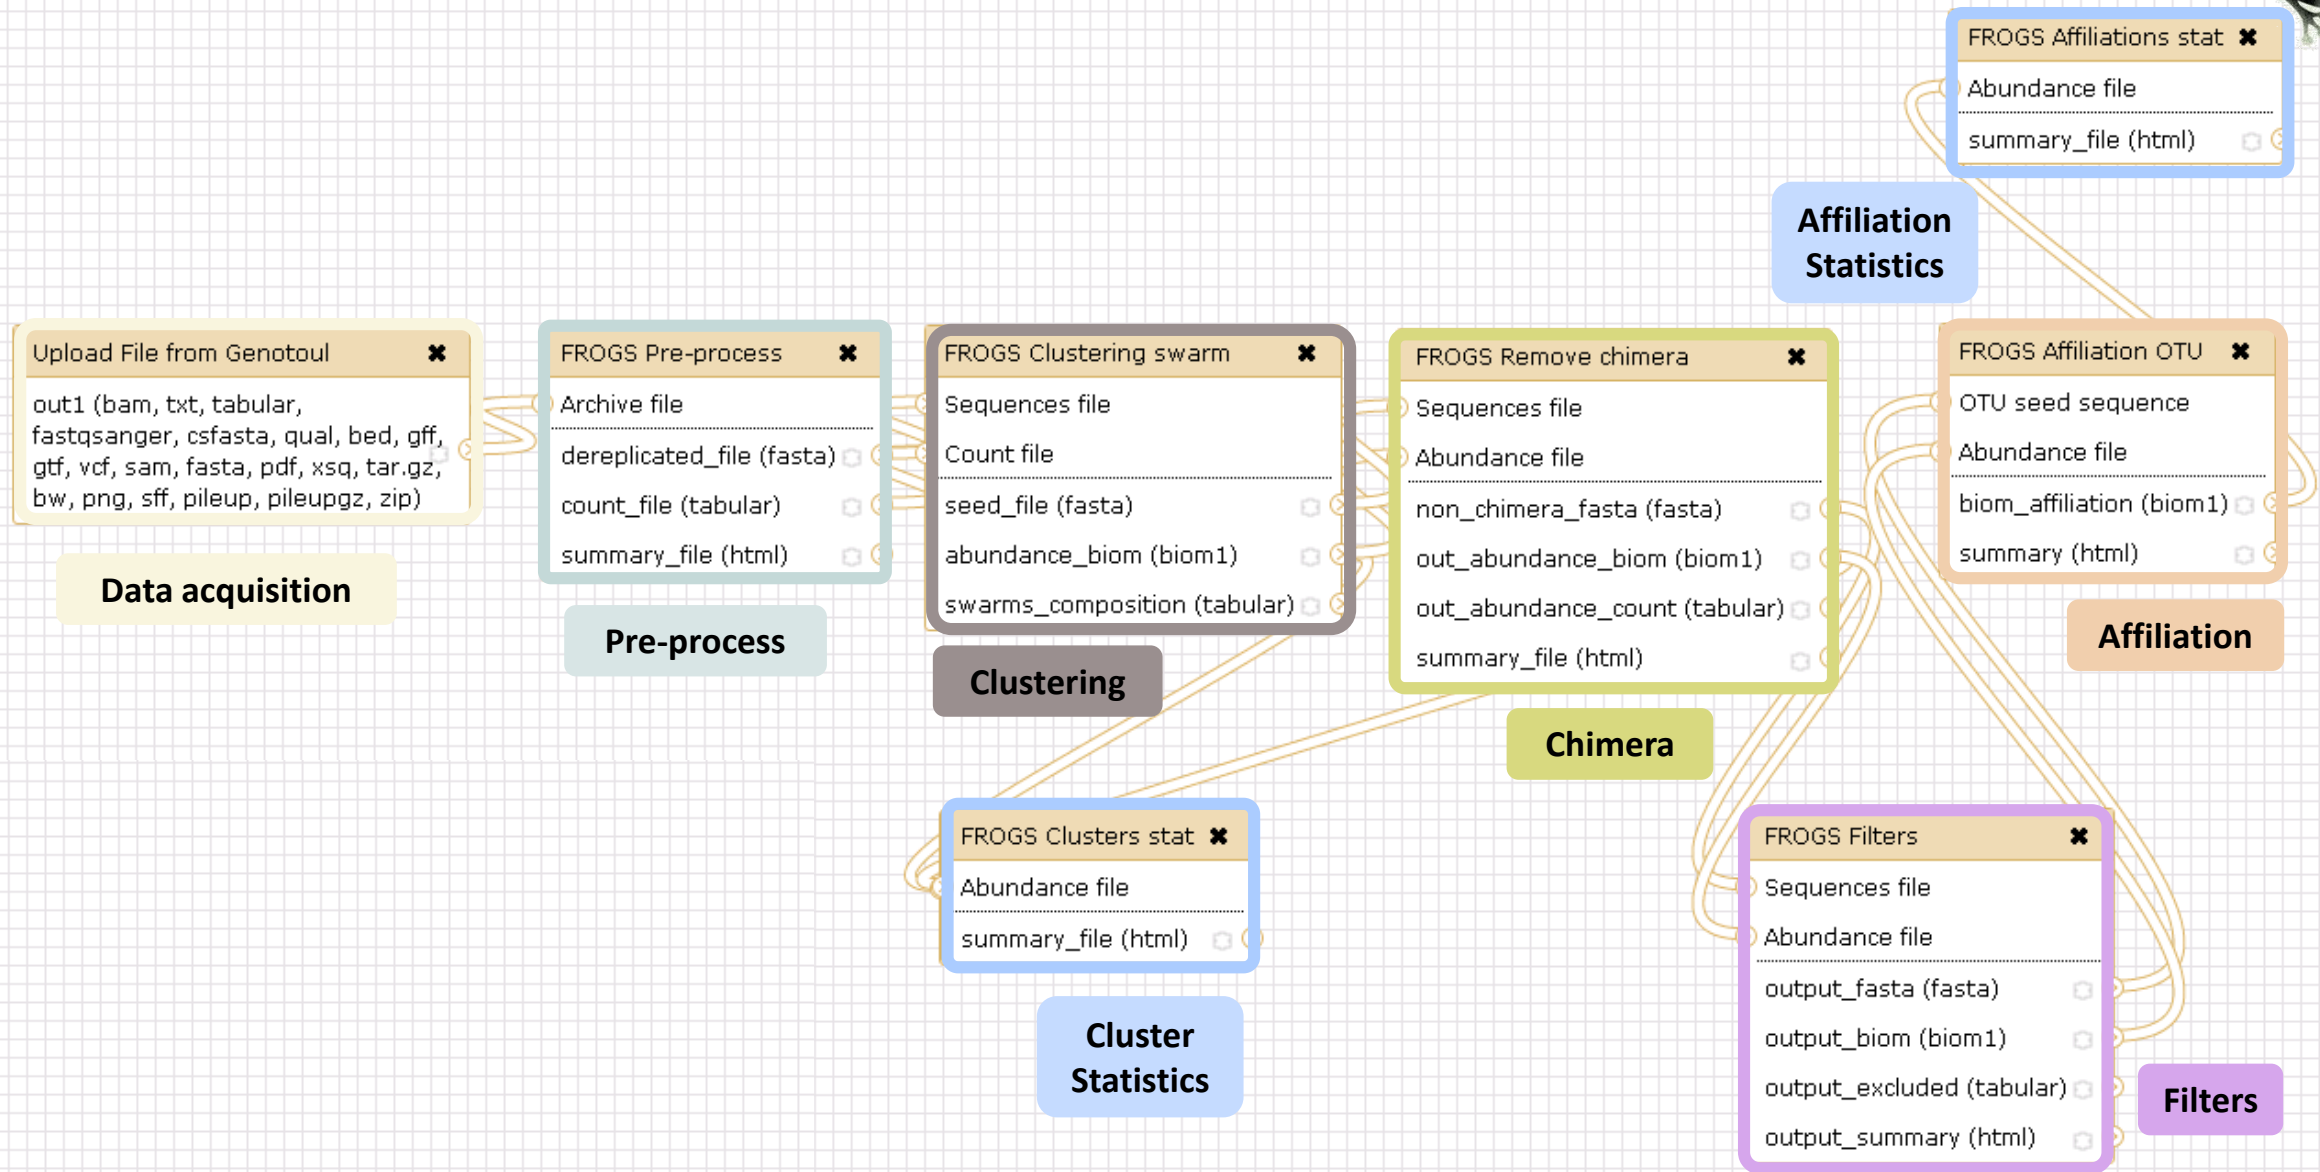 FROGS Affiliations stat
Abundance file
summary_file (html)
Affiliation
Statistics
Upload File from Genotoul
out1 (bam, txt, tabular,
fastqsanger, csfasta, qual, bed, gff,
gtf, vcf, sam, fasta, pdf, xsq, tar.gz,
bw, png, sff, pileup, pileupgz, zip)
Data acquisition
FROGS Pre-process
Archive file
dereplicated_file (fasta)
count_file (tabular)
summary_file (html)
Pre-process
FROGS Clustering swarm
Sequences file
Count file
seed_file (fasta)
abundance_biom (biom1)
swarms_composition (tabular)
Clustering
FROGS Remove chimera
Sequences file
Abundance file
non_chimera_fasta (fasta)
out_abundance_biom (biom1)
out_abundance_count (tabular)
summary_file (html)
Chimera
FROGS Affiliation OTU
OTU seed sequence
Abundance file
biom_affiliation (biom1)
summary (html)
Affiliation
FROGS Clusters stat
Abundance file
summary_file (html)
Cluster
Statistics
FROGS Filters
Sequences file
Abundance file
output_fasta (fasta)
output_biom (biom1)
output_excluded (tabular)
output_summary (html)
Filters